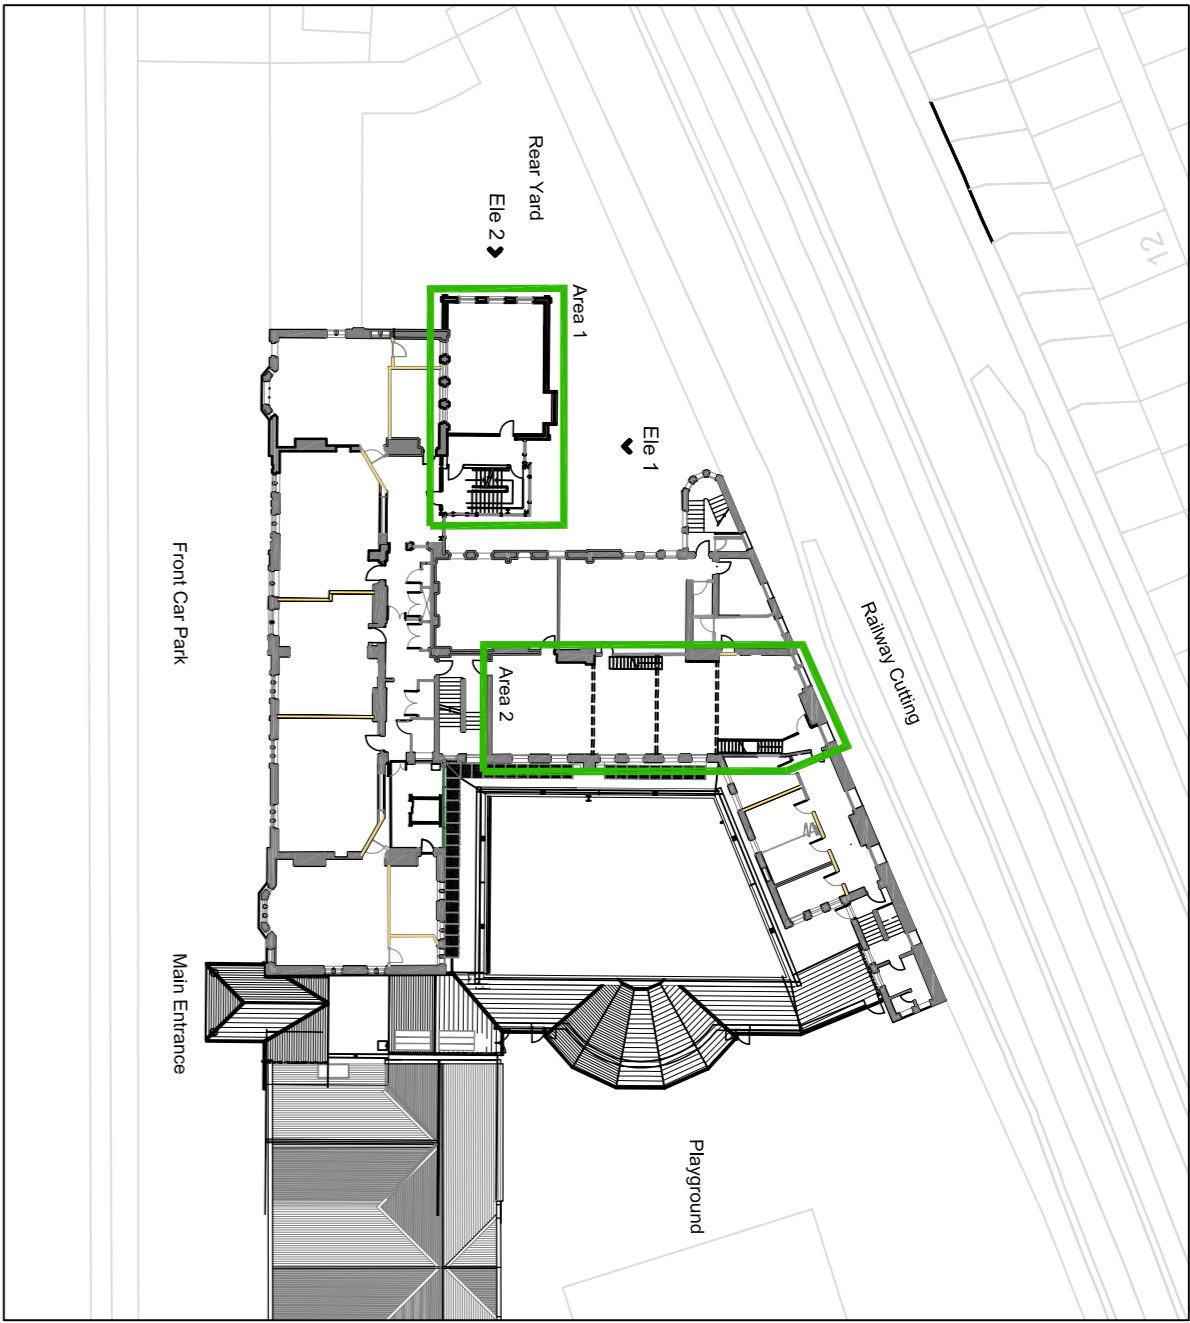 12
Rear Yard
Ele 2
Area 1
Ele 1
Railway Cutting
Front Car Park
Area 2
Main Entrance
Playground